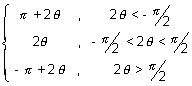 π + 2θ , 2θ < - π/2
2θ , - π/2 < 2θ < π/2
- π + 2θ , 2θ > π/2